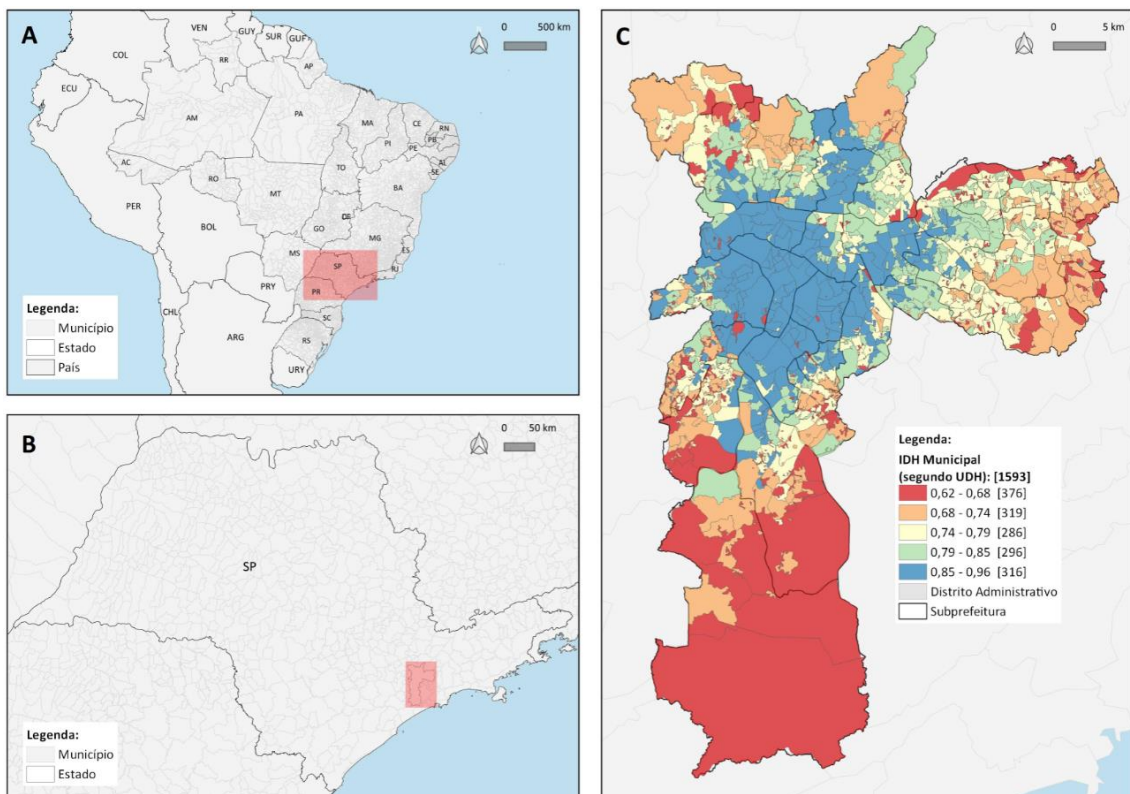 A
0 500 km
VEN
GUY
SUR
GUF
COL
RR
AP
ECU
AM
PA
MA
CE
RN
PB
PI
PE
AL
SE
AC
TO
RO
BA
MT
PER
DF
GO
BOL
MG
MS
ES
SP
RJ
PRY
PR
CHL
SC
ARG
RS
URY
Legenda:
Município
Estado
País
B
0 50 km
SP
Legenda:
Município
Estado
C
0 5 km
Legenda:
IDH Municipal
(segundo UDH): [1593]
0,62 - 0,68 [376]
0,68 - 0,74 [319]
0,74 - 0,79 [286]
0,79 - 0,85 [296]
0,85 - 0,96 [316]
Distrito Administrativo
Subprefeitura